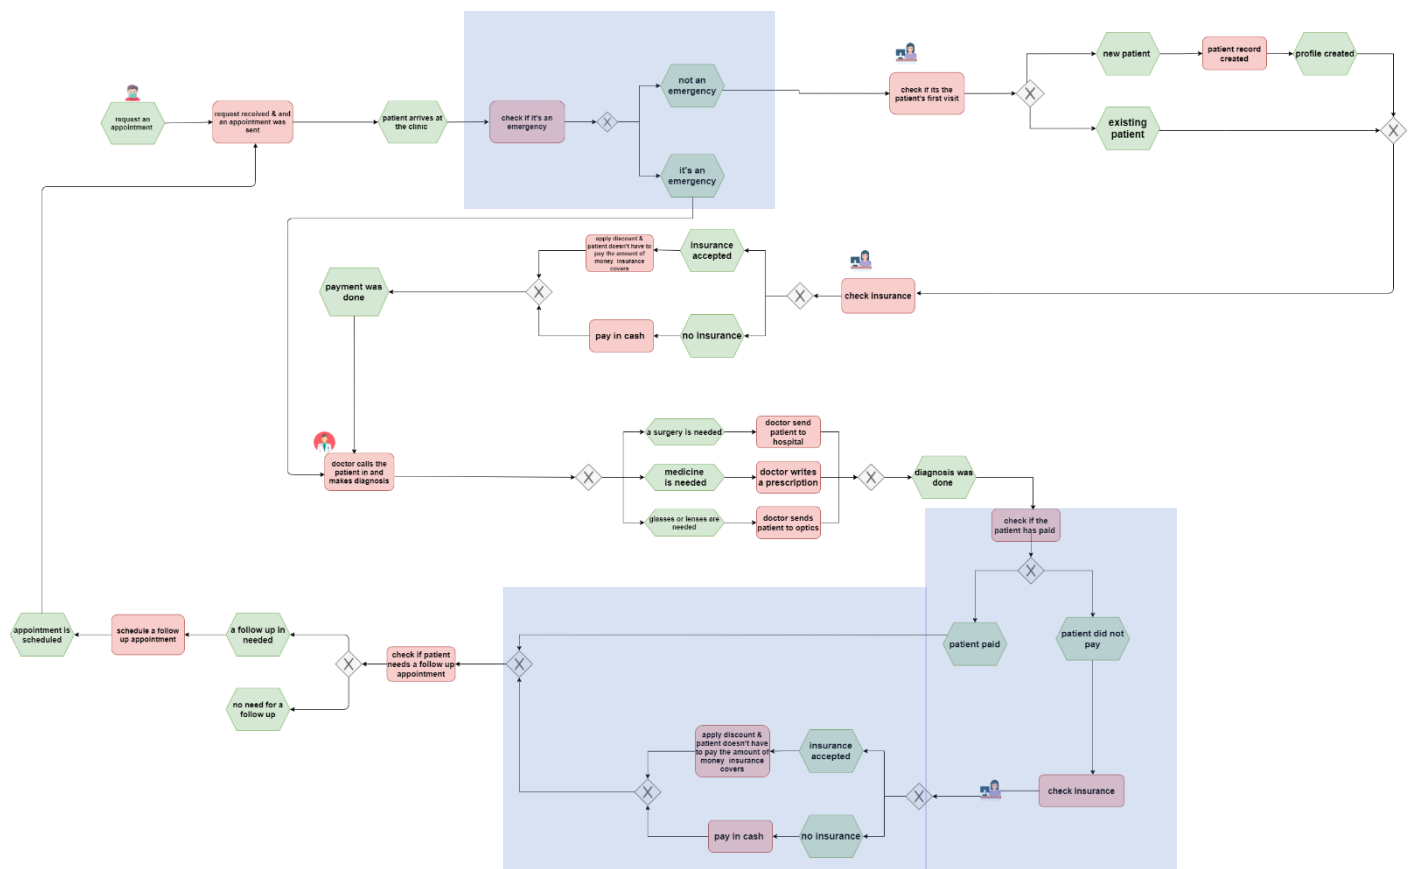 request an
appointment
request received & and
an appointment was
sent
patient arrives at
the clinic
check if it's an
emergency
X
not an
emergency
it's an
emergency
check if its the
patient's first visit
X
new patient
patient record
created
profile created
existing
patient
X
check insurance
X
insurance
accepted
apply discount &
patient doesn't have to
pay the amount of
money insurance
covers
no insurance
pay in cash
X
payment was
done
doctor calls the
patient in and
makes diagnosis
X
a surgery is needed
doctor send
patient to
hospital
medicine
is needed
doctor writes
a prescription
glasses or lenses are
needed
doctor sends
patient to optics
X
diagnosis was
done
check if the
patient has paid
X
patient paid
patient did not
pay
check insurance
X
insurance
accepted
apply discount &
patient doesn't have
to pay the amount of
money insurance
covers
no insurance
pay in cash
X
X
check if patient
needs a follow up
appointment
X
a follow up in
needed
schedule a follow
up appointment
appointment is
scheduled
no need for a
follow up